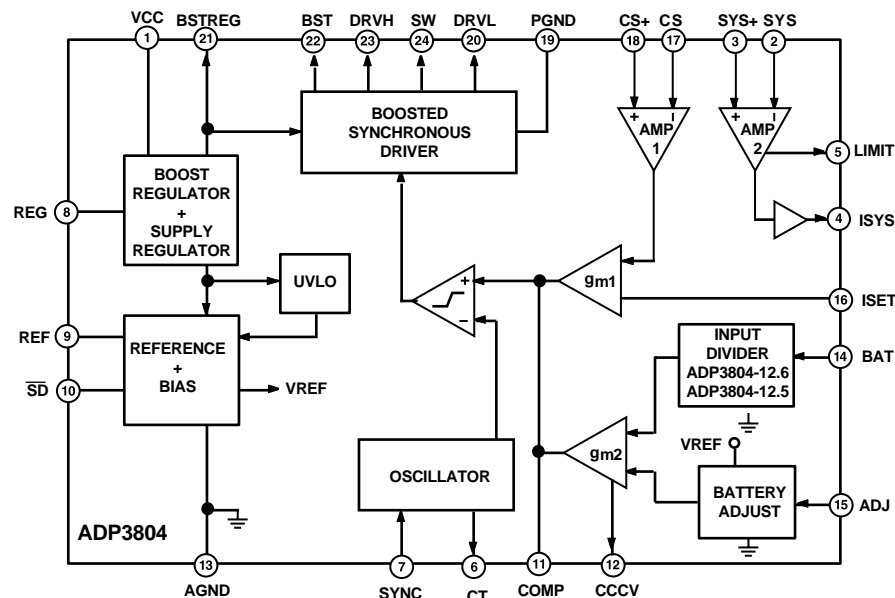 VCC BSTREG BST DRVH SW DRVL PGND CS+ CS SYS+ SYS
1 21 22 23 24 20 19 18 17 3 2
BOOSTED
SYNCHRONOUS
DRIVER
+ –
AMP
1
+ –
AMP
2
5 LIMIT
4 ISYS
BOOST
REGULATOR
+
SUPPLY
REGULATOR
REG 8
UVLO
+
–
gm1
16 ISET
REF 9
SD 10
REFERENCE
+
BIAS
VREF
INPUT
DIVIDER
ADP3804-12.6
ADP3804-12.5
14 BAT
OSCILLATOR
gm2
VREF
BATTERY
ADJUST
15 ADJ
ADP3804
13 7 6 11 12
AGND SYNC CT COMP CCCV